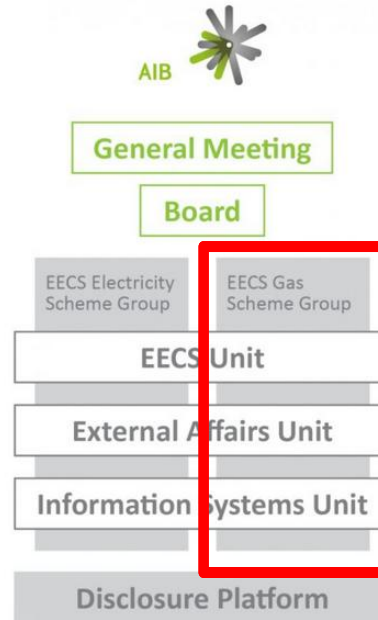 AIB
General Meeting
Board
EECS Electricity
Scheme Group
EECS Gas
Scheme Group
EECS Unit
External Affairs Unit
Information Systems Unit
Disclosure Platform